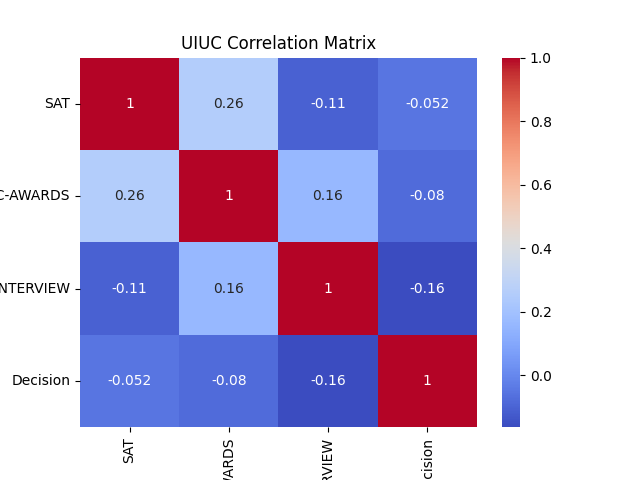 UIUC Correlation Matrix
SAT 1 0.26 -0.11 -0.052
C-AWARDS 0.26 1 0.16 -0.08
NTERVIEW -0.11 0.16 1 -0.16
Decision -0.052 -0.08 -0.16 1
SAT
WARDS
RVIEW
cision
1.0
0.8
0.6
0.4
0.2
0.0